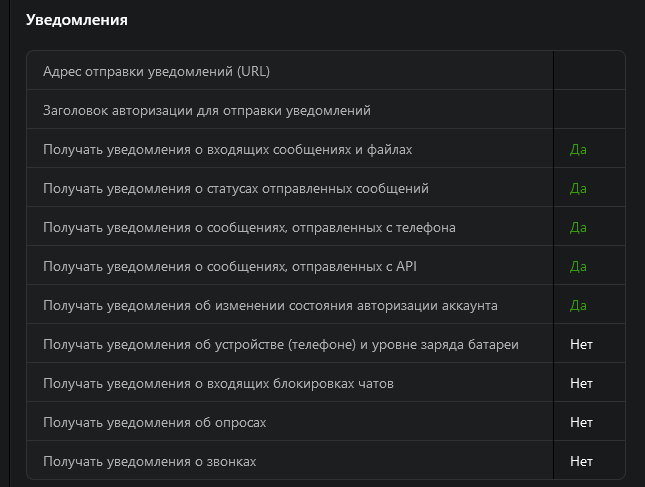 Уведомления
Адрес отправки уведомлений (URL)
Заголовок авторизации для отправки уведомлений
Получать уведомления о входящих сообщениях и файлах Да
Получать уведомления о статусах отправленных сообщений Да
Получать уведомления о сообщениях, отправленных с телефона Да
Получать уведомления о сообщениях, отправленных с API Да
Получать уведомления об изменении состояния авторизации аккаунта Да
Получать уведомления об устройстве (телефоне) и уровне заряда батареи Нет
Получать уведомления о входящих блокировках чатов Нет
Получать уведомления об опросах Нет
Получать уведомления о звонках Нет